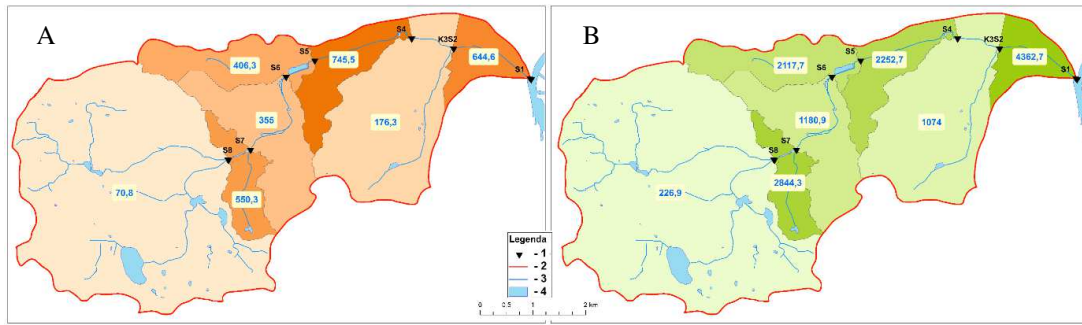 A
406,3
S5
745,5
S4
K3S2
644,6
S1
S6
355
176,3
S7
S8
70,8
550,3
Legenda
- 1
- 2
- 3
- 4
0 0.5 1 2 km
B
2117,7
S5
2252,7
S4
K3S2
4362,7
S1
S6
1180,9
1074
S7
S8
226,9
2844,3